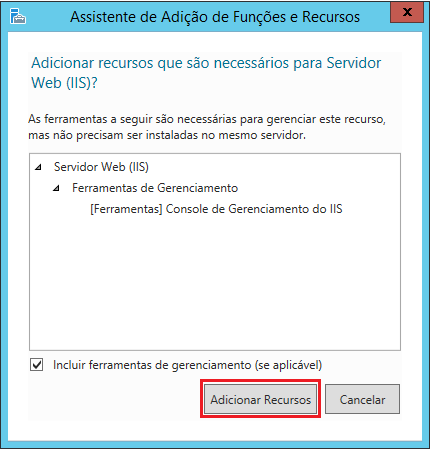 Assistente de Adição de Funções e Recursos
x
Adicionar recursos que são necessários para Servidor
Web (IIS)?
As ferramentas a seguir são necessárias para gerenciar este recurso,
mas não precisam ser instaladas no mesmo servidor.
Servidor Web (IIS)
Ferramentas de Gerenciamento
[Ferramentas] Console de Gerenciamento do IIS
Incluir ferramentas de gerenciamento (se aplicável)
Adicionar Recursos
Cancelar